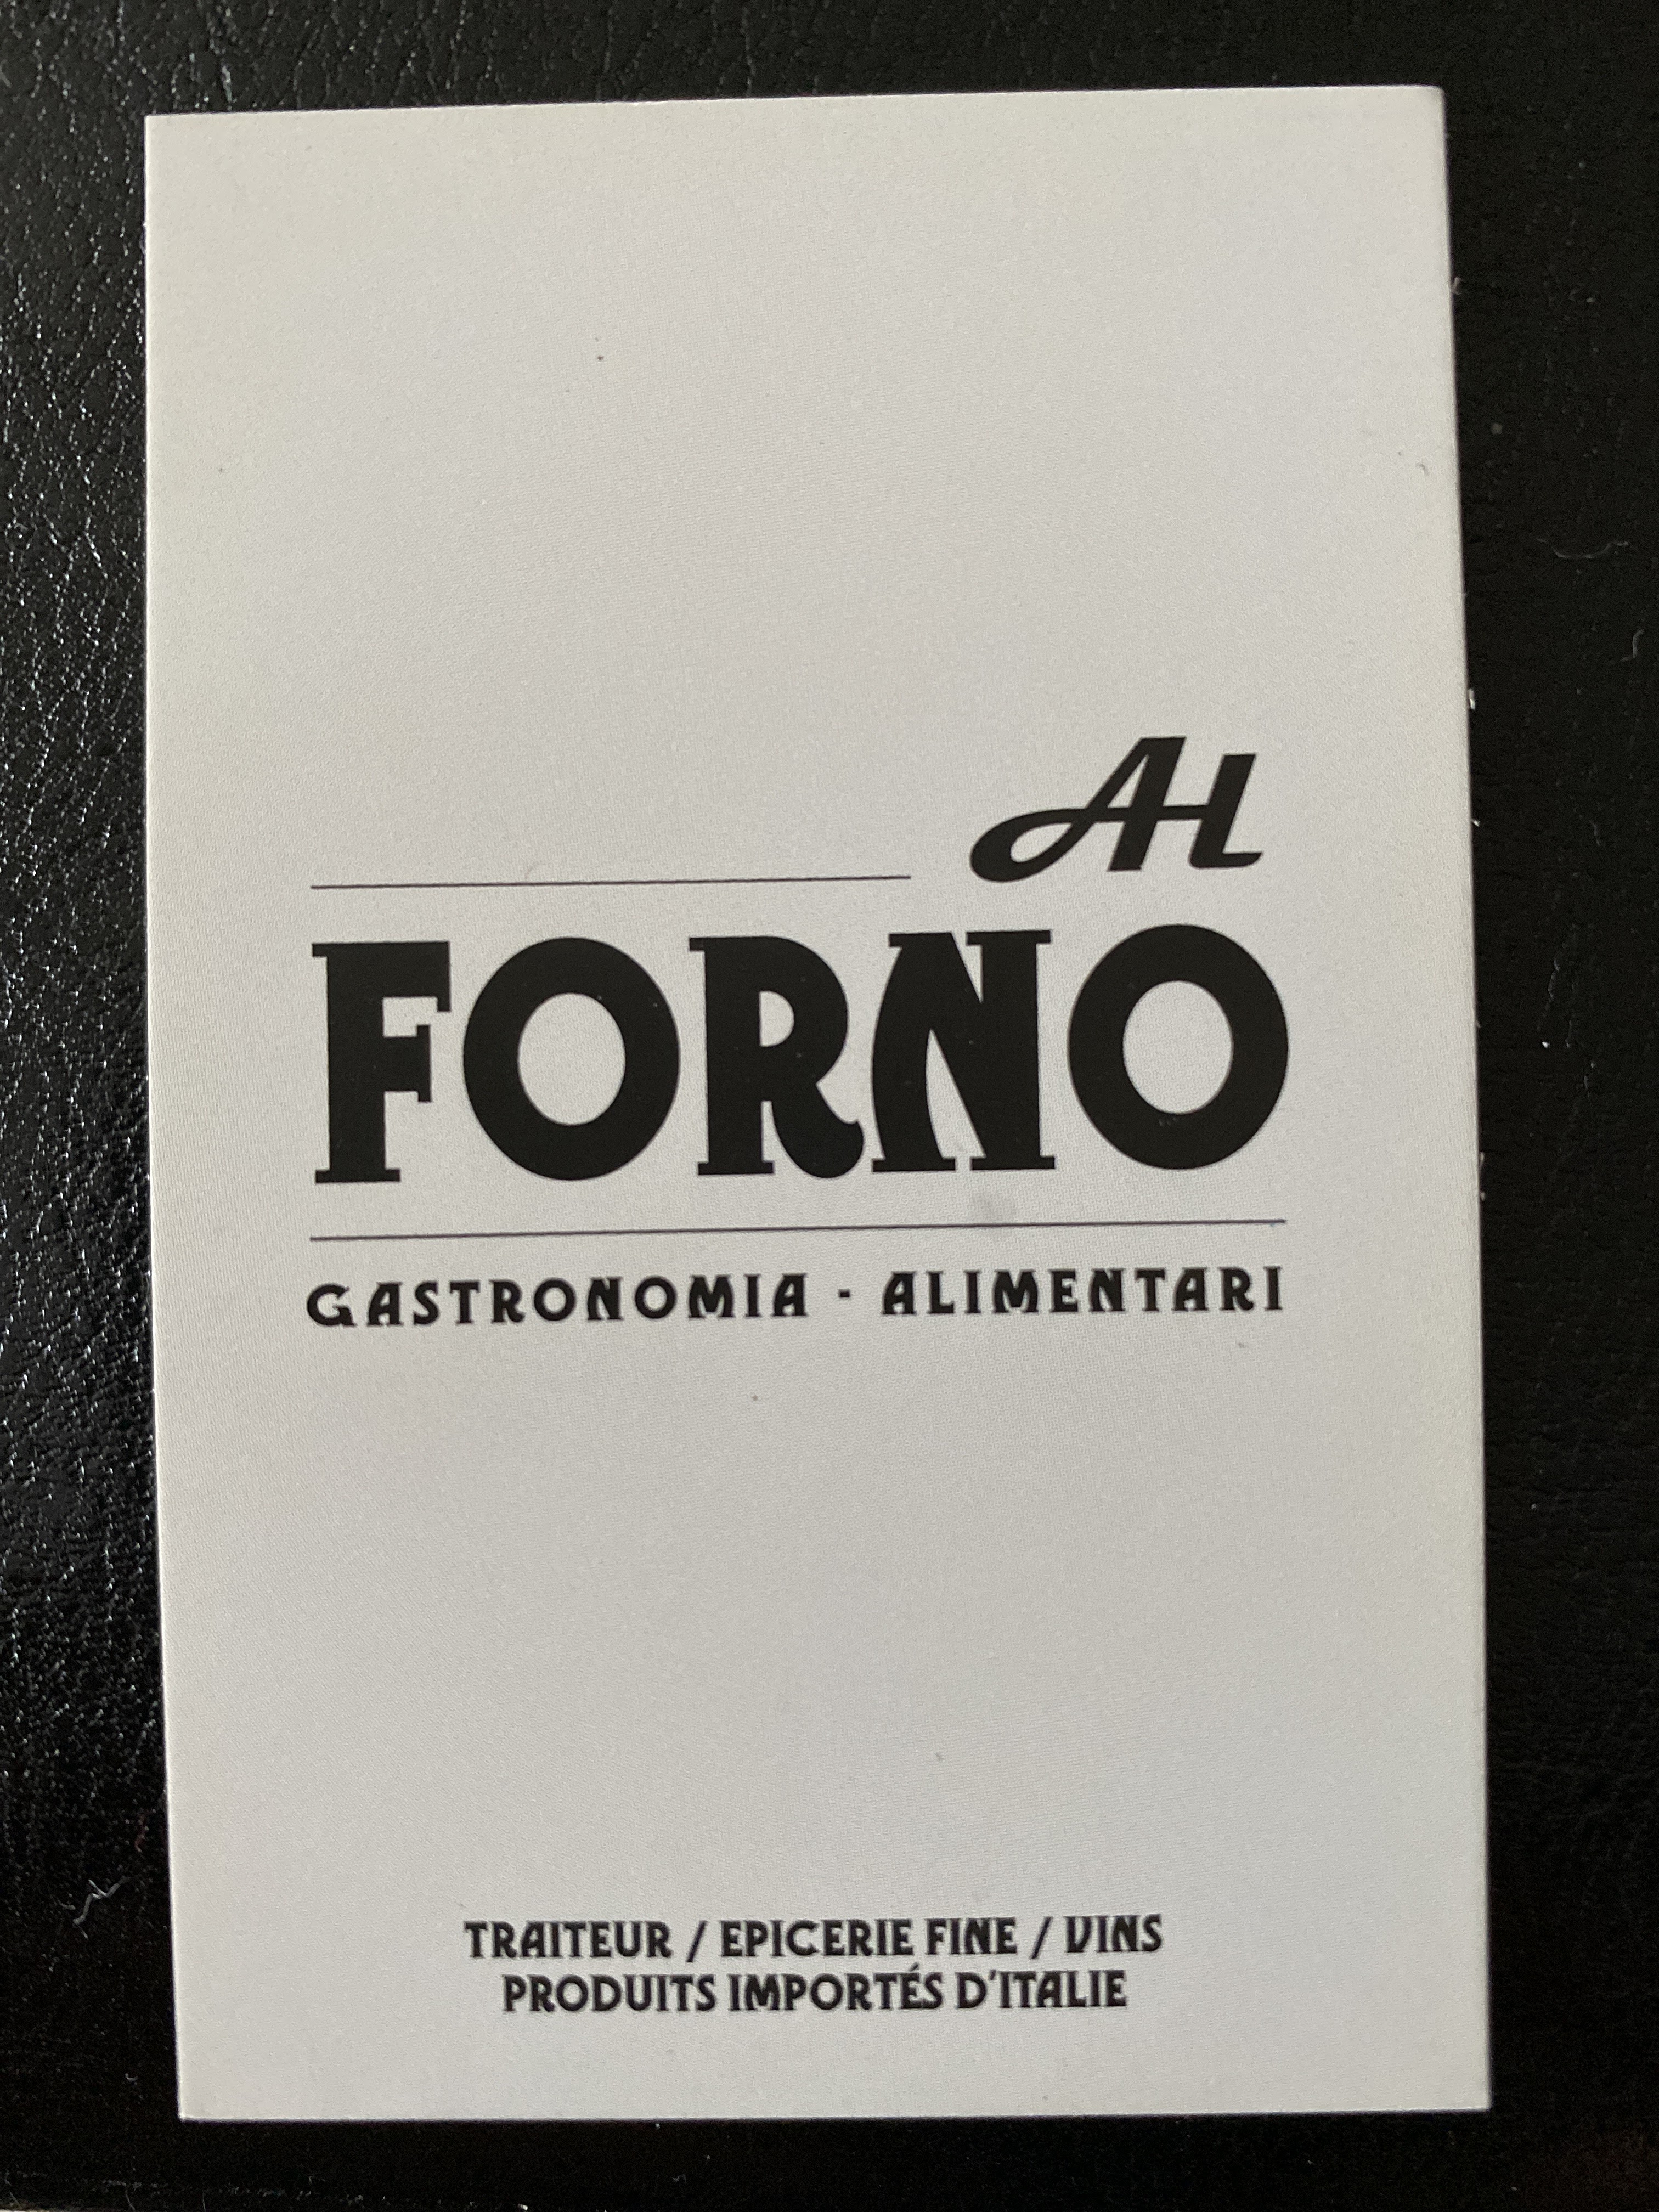 Al
FORNO
GASTRONOMIA - ALIMENTARI
TRAITEUR / EPICERIE FINE / VINS
PRODUITS IMPORTÉS D'ITALIE